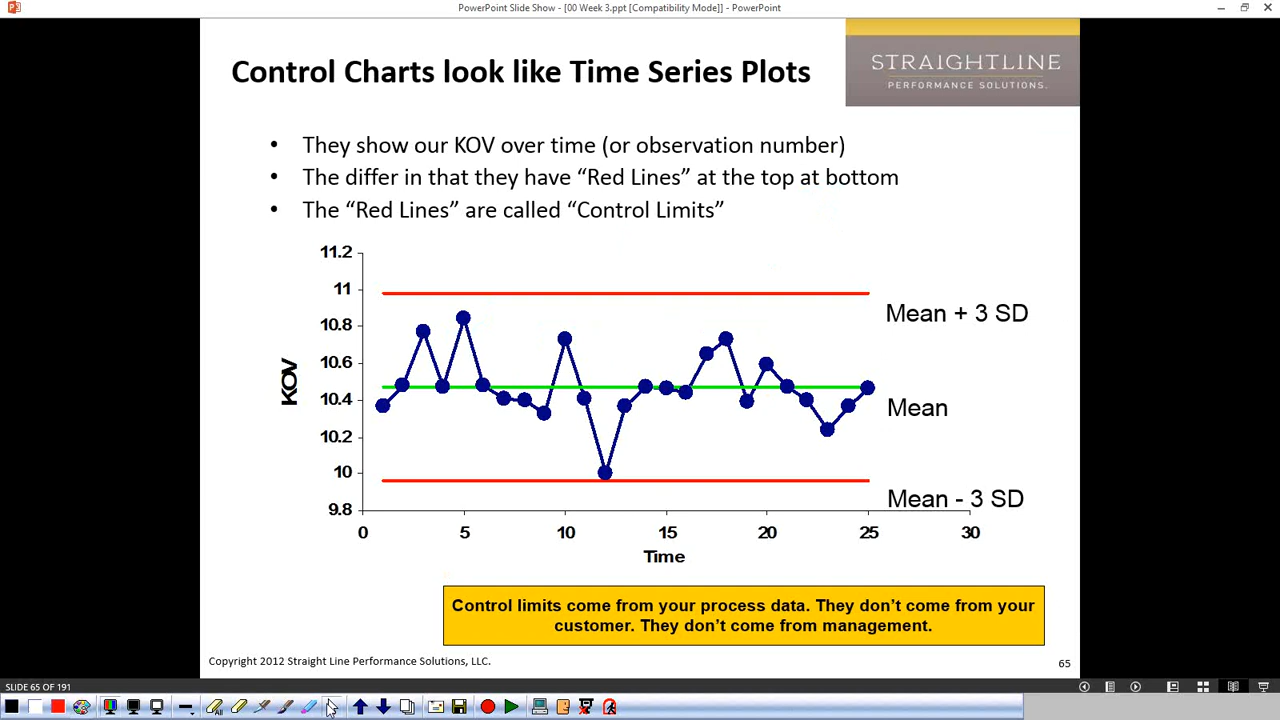 PowerPoint Slide Show - [00 Week 3.ppt [Compatibility Mode]] - PowerPoint
Control Charts look like Time Series Plots
STRAIGHTLINE
PERFORMANCE SOLUTIONS.
• They show our KOV over time (or observation number)
• The differ in that they have “Red Lines” at the top at bottom
• The “Red Lines” are called “Control Limits”
11.2
11
10.8
10.6
10.4
10.2
10
9.8
KOV
Mean + 3 SD
Mean
Mean - 3 SD
0 5 10 15 20 25 30
Time
Control limits come from your process data. They don’t come from your
customer. They don’t come from management.
Copyright 2012 Straight Line Performance Solutions, LLC.
65
SLIDE 65 OF 191